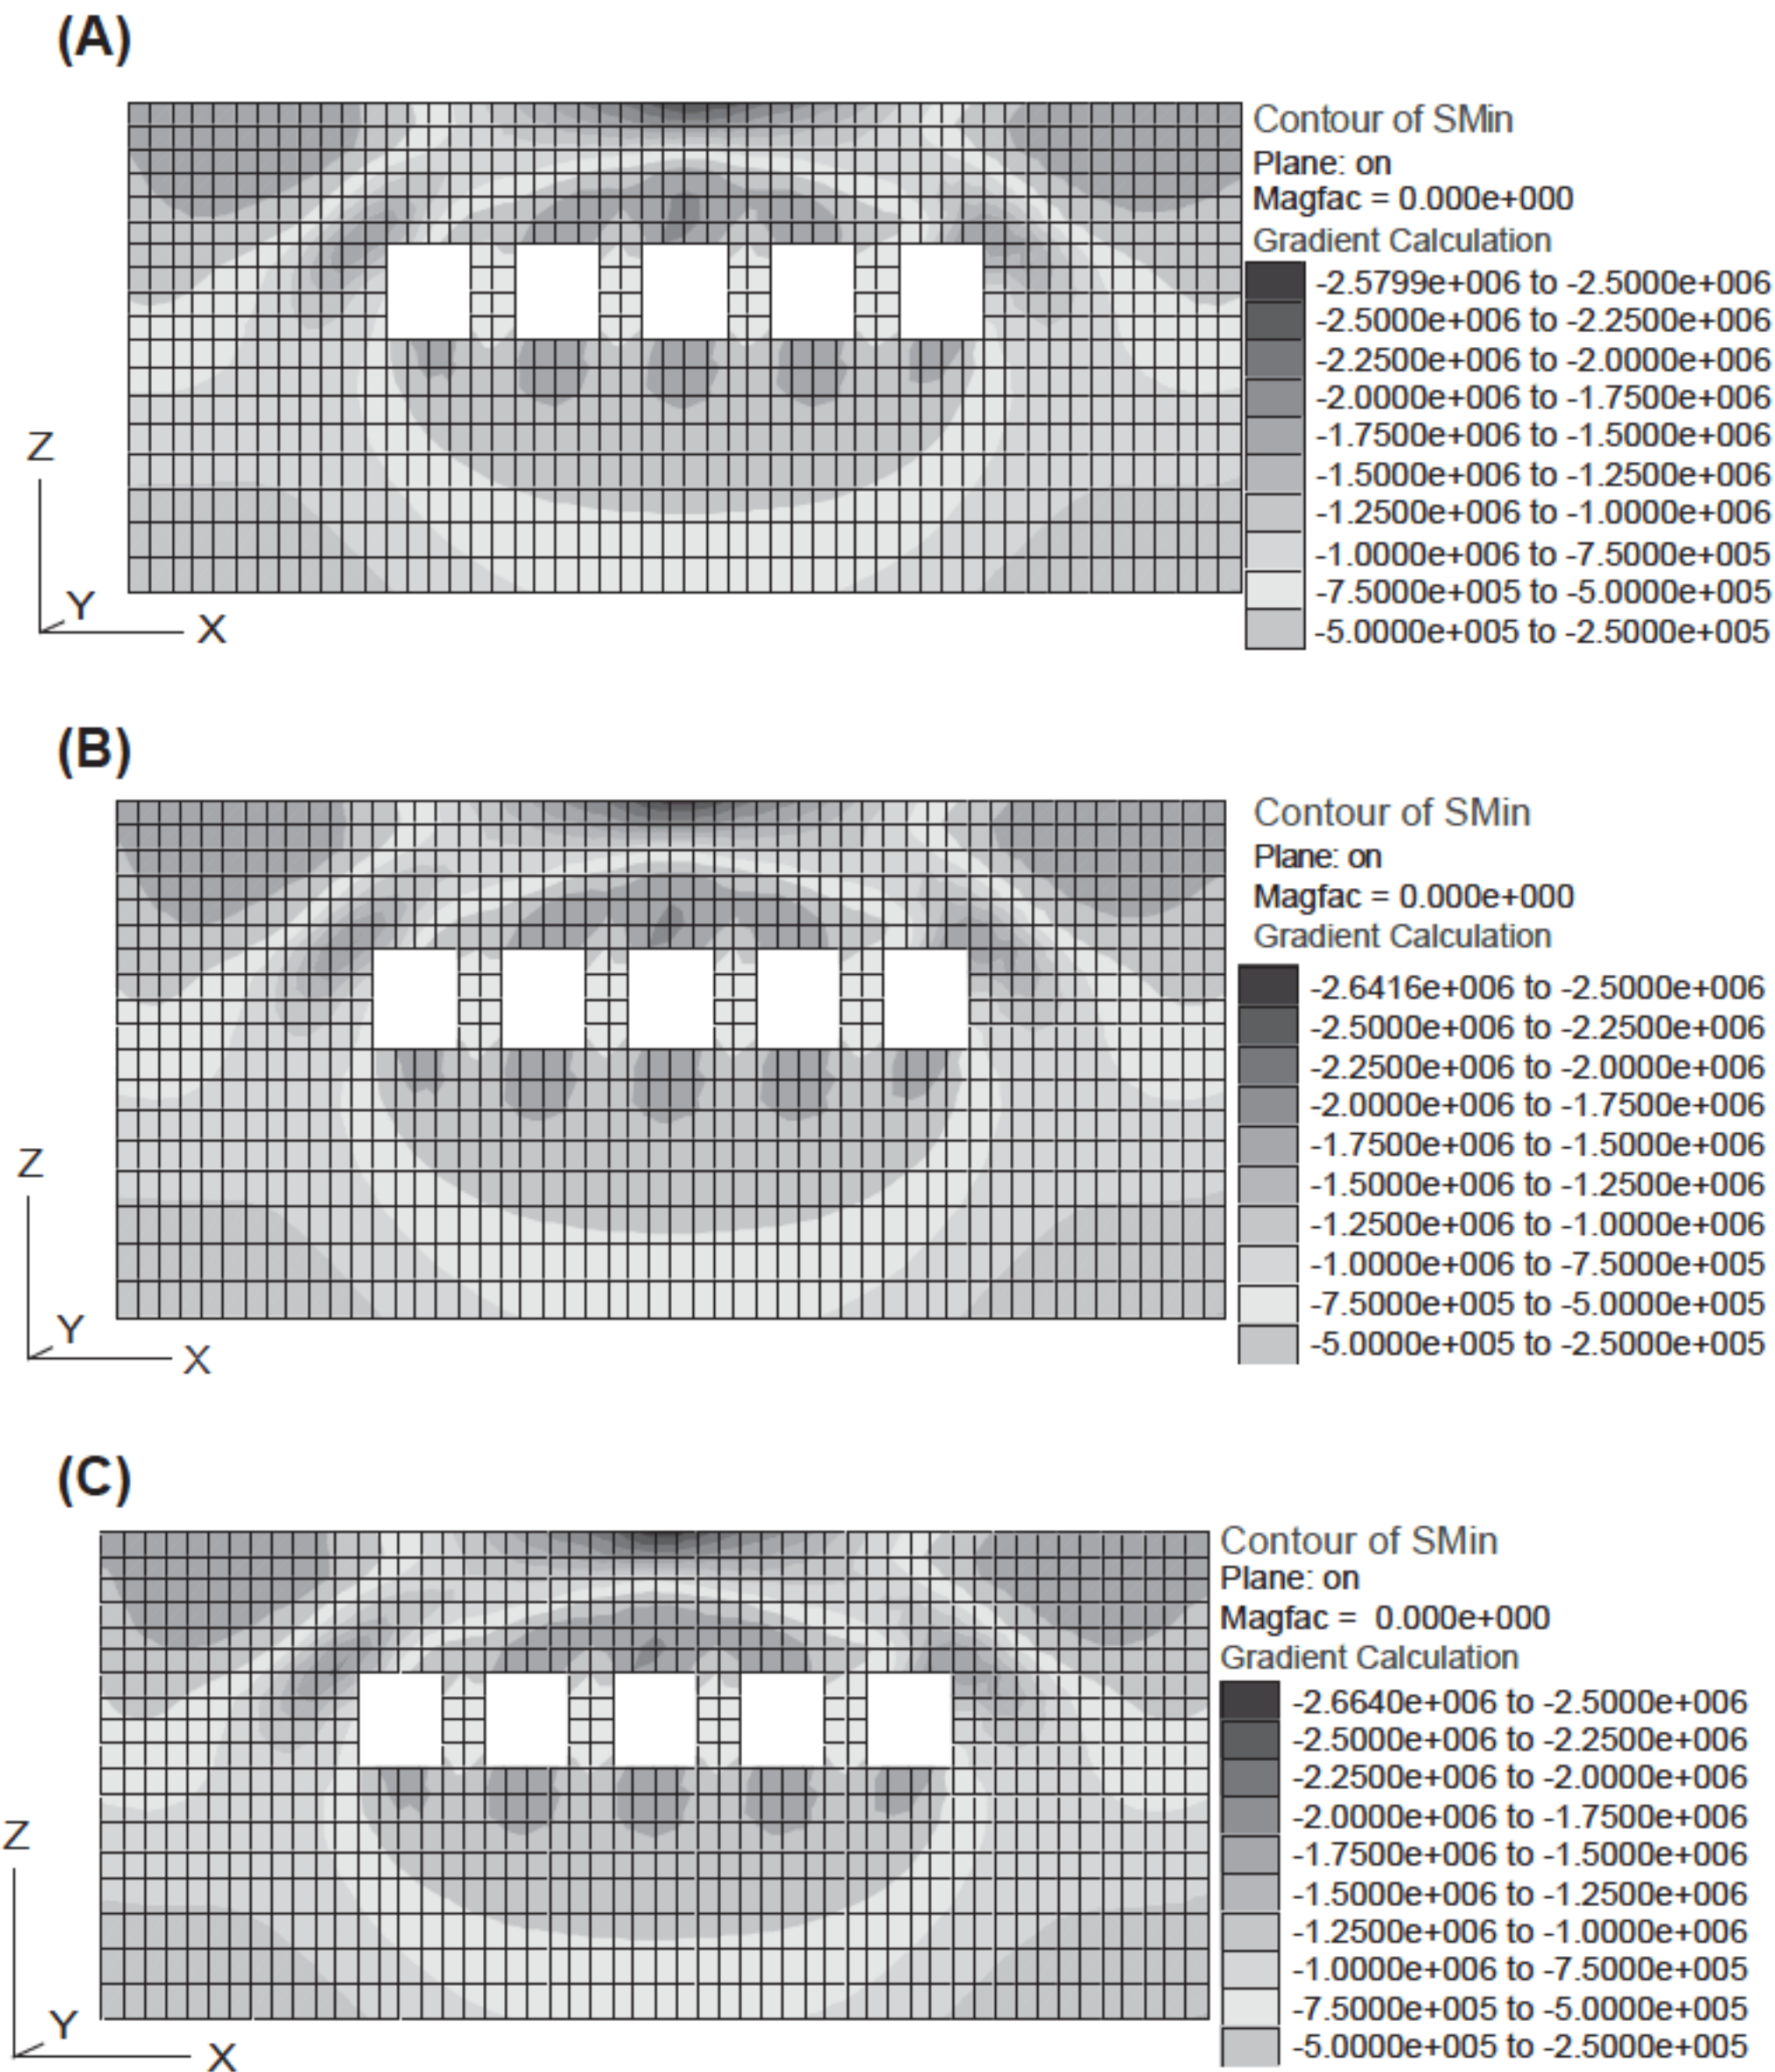 (A)
Contour of SMin
Plane: on
Magfac = 0.000e+000
Gradient Calculation
-2.5799e+006 to -2.5000e+006
-2.5000e+006 to -2.2500e+006
-2.2500e+006 to -2.0000e+006
-2.0000e+006 to -1.7500e+006
-1.7500e+006 to -1.5000e+006
-1.5000e+006 to -1.2500e+006
-1.2500e+006 to -1.0000e+006
-1.0000e+006 to -7.5000e+005
-7.5000e+005 to -5.0000e+005
-5.0000e+005 to -2.5000e+005
Z
Y
X
(B)
Contour of SMin
Plane: on
Magfac = 0.000e+000
Gradient Calculation
-2.6416e+006 to -2.5000e+006
-2.5000e+006 to -2.2500e+006
-2.2500e+006 to -2.0000e+006
-2.0000e+006 to -1.7500e+006
-1.7500e+006 to -1.5000e+006
-1.5000e+006 to -1.2500e+006
-1.2500e+006 to -1.0000e+006
-1.0000e+006 to -7.5000e+005
-7.5000e+005 to -5.0000e+005
-5.0000e+005 to -2.5000e+005
Z
Y
X
(C)
Contour of SMin
Plane: on
Magfac = 0.000e+000
Gradient Calculation
-2.6640e+006 to -2.5000e+006
-2.5000e+006 to -2.2500e+006
-2.2500e+006 to -2.0000e+006
-2.0000e+006 to -1.7500e+006
-1.7500e+006 to -1.5000e+006
-1.5000e+006 to -1.2500e+006
-1.2500e+006 to -1.0000e+006
-1.0000e+006 to -7.5000e+005
-7.5000e+005 to -5.0000e+005
-5.0000e+005 to -2.5000e+005
Z
Y
X